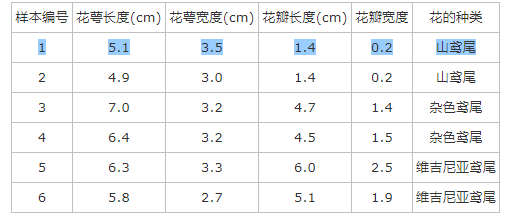 样本编号 花萼长度(cm) 花萼宽度(cm) 花瓣长度(cm) 花瓣宽度 花的种类
1 5.1 3.5 1.4 0.2 山鸢尾
2 4.9 3.0 1.4 0.2 山鸢尾
3 7.0 3.2 4.7 1.4 杂色鸢尾
4 6.4 3.2 4.5 1.5 杂色鸢尾
5 6.3 3.3 6.0 2.5 维吉尼亚鸢尾
6 5.8 2.7 5.1 1.9 维吉尼亚鸢尾